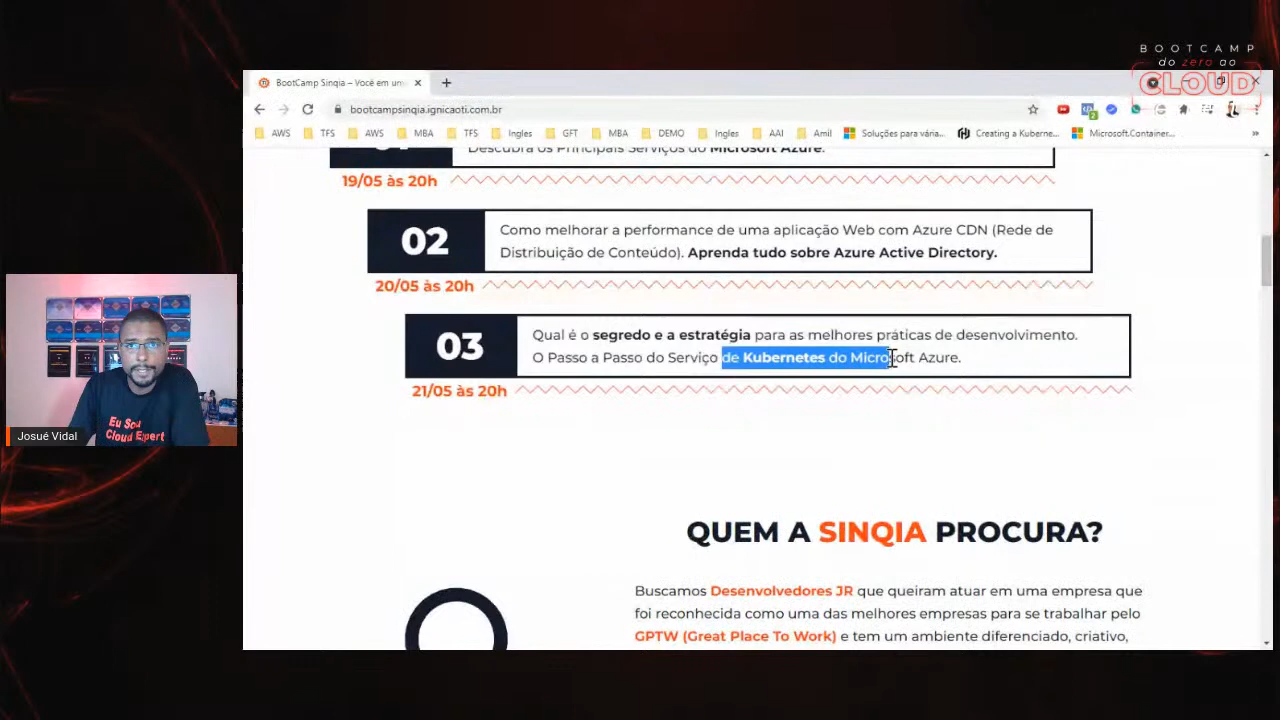 BOOTCAMP
do zero ao
CLOUD
BootCamp Sinqia – Você em um
bootcampsinqia.ignicaoti.com.br
AWS TFS AWS MBA TFS Ingles GFT MBA DEMO Ingles AAI Amil Soluções para vária... Creating a Kuberne... Microsoft.Container...
Descubra os Principais Serviços do Microsoft Azure.
19/05 às 20h
02
Como melhorar a performance de uma aplicação Web com Azure CDN (Rede de
Distribuição de Conteúdo). Aprenda tudo sobre Azure Active Directory.
20/05 às 20h
03
Qual é o segredo e a estratégia para as melhores práticas de desenvolvimento.
O Passo a Passo do Serviço de Kubernetes do Microsoft Azure.
21/05 às 20h
Eu Sou
Cloud Expert
Josué Vidal
QUEM A SINQIA PROCURA?
Buscamos Desenvolvedores JR que queiram atuar em uma empresa que
foi reconhecida como uma das melhores empresas para se trabalhar pelo
GPTW (Great Place To Work) e tem um ambiente diferenciado, criativo,